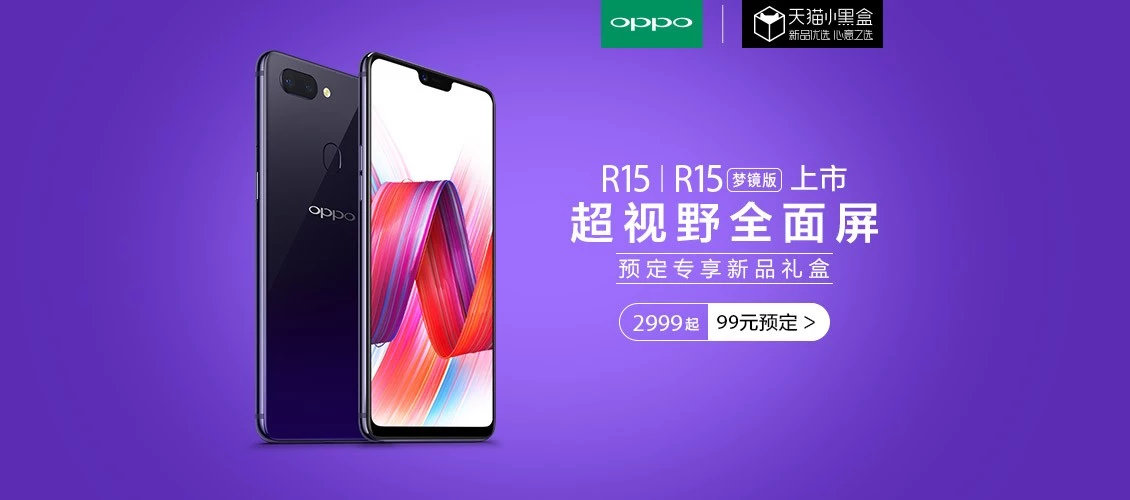 OPPO
天猫小黑盒
新品优选 心意之选
OPPO
R15 | R15 梦镜版 上市
超视野全面屏
预定专享新品礼盒
2999起 99元预定 >